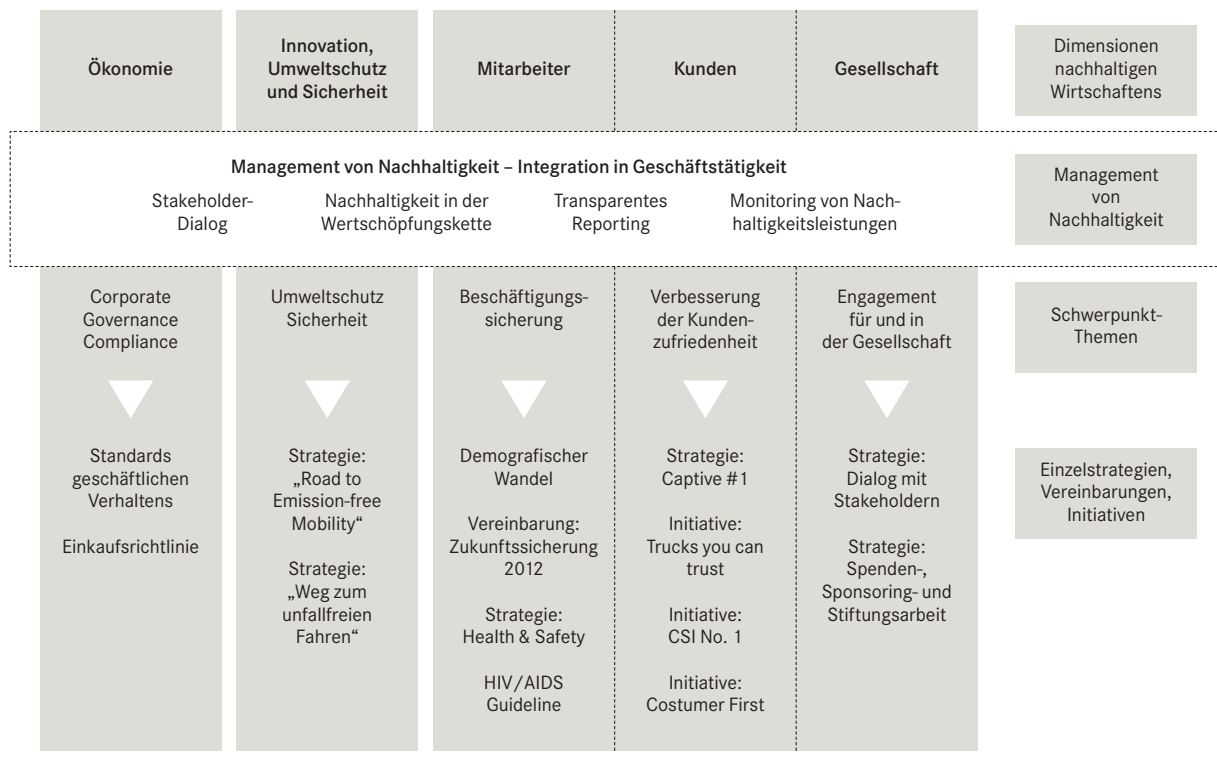 Ökonomie
Innovation,
Umweltschutz
und Sicherheit
Mitarbeiter
Kunden
Gesellschaft
Dimensionen
nachhaltigen
Wirtschaftens
Management von Nachhaltigkeit – Integration in Geschäftstätigkeit
Stakeholder-
Dialog
Nachhaltigkeit in der
Wertschöpfungskette
Transparentes
Reporting
Monitoring von Nach-
haltigkeitsleistungen
Management
von
Nachhaltigkeit
Corporate
Governance
Compliance
Umweltschutz
Sicherheit
Beschäftigungs-
sicherung
Verbesserung
der Kunden-
zufriedenheit
Engagement
für und in
der Gesellschaft
Schwerpunkt-
Themen
Standards
geschäftlichen
Verhaltens
Einkaufsrichtlinie
Strategie:
„Road to
Emission-free
Mobility“
Strategie:
„Weg zum
unfallfreien
Fahren“
Demografischer
Wandel
Vereinbarung:
Zukunftssicherung
2012
Strategie:
Health & Safety
HIV/AIDS
Guideline
Strategie:
Captive #1
Initiative:
Trucks you can
trust
Initiative:
CSI No. 1
Initiative:
Costumer First
Strategie:
Dialog mit
Stakeholdern
Strategie:
Spenden-,
Sponsoring- und
Stiftungsarbeit
Einzelstrategien,
Vereinbarungen,
Initiativen